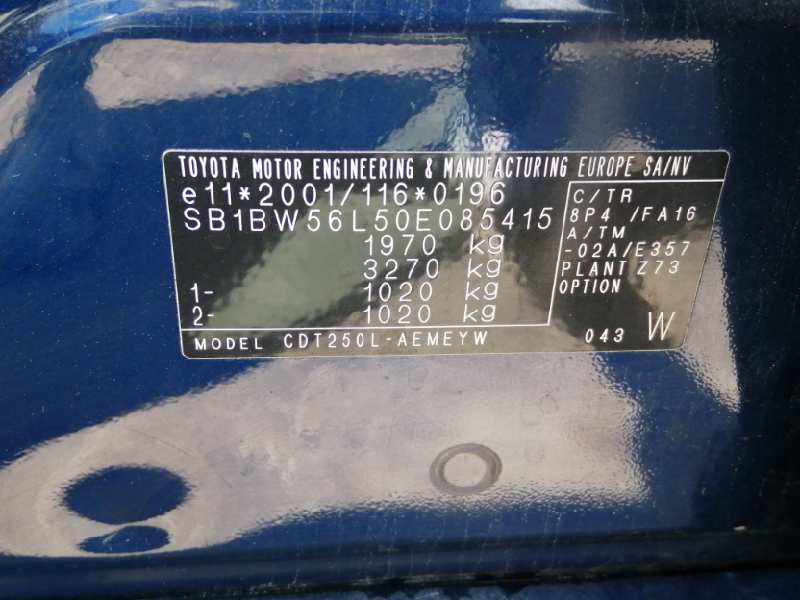 TOYOTA MOTOR ENGINEERING & MANUFACTURING EUROPE SA/NV
e11*2001/116*0196
SB1BW56L50E085415
1970 kg
3270 kg
1- 1020 kg
2- 1020 kg
MODEL CDT250L-AEMEYW
C/TR
8P4 /FA16
A/TM
-02A/E357
PLANT Z73
OPTION
043 W